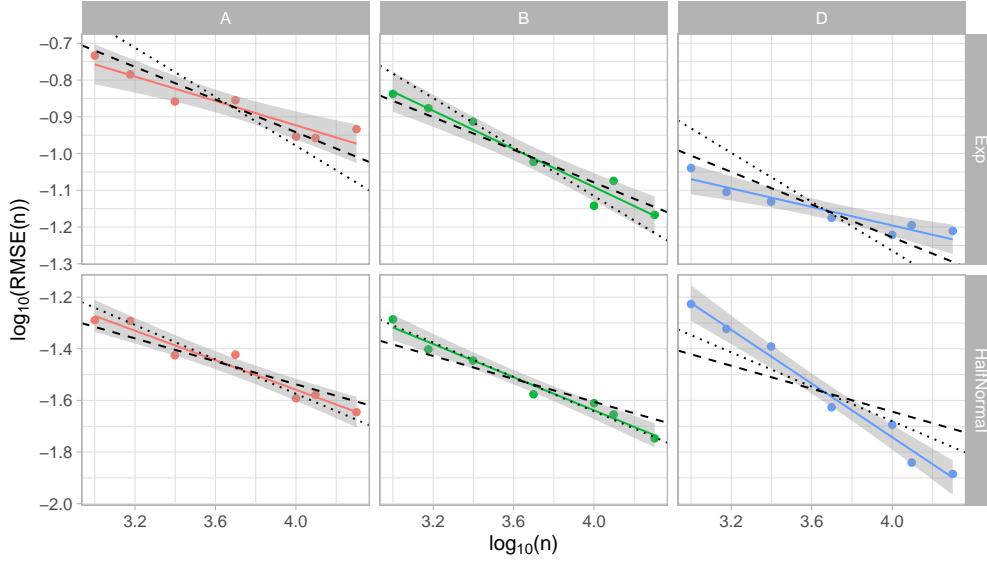 A B D
−0.7
−0.8
−0.9
−1.0
−1.1
−1.2
−1.3
Exp
−1.2
−1.4
−1.6
−1.8
−2.0
HalfNormal
3.2 3.6 4.0 3.2 3.6 4.0 3.2 3.6 4.0
log₁₀(n)
log₁₀(RMSE(n))